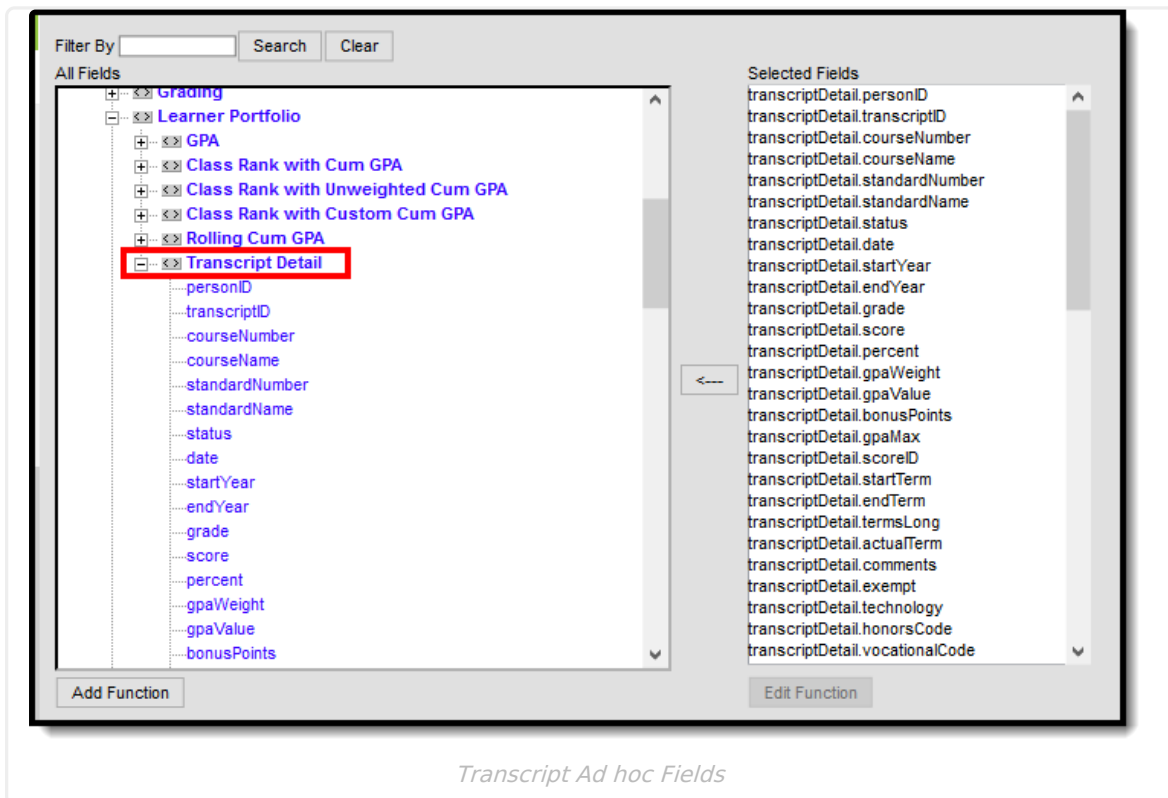 Filter By Search Clear
All Fields
Grading
Learner Portfolio
GPA
Class Rank with Cum GPA
Class Rank with Unweighted Cum GPA
Class Rank with Custom Cum GPA
Rolling Cum GPA
Transcript Detail
personID
transcriptID
courseNumber
courseName
standardNumber
standardName
status
date
startYear
endYear
grade
score
percent
gpaWeight
gpaValue
bonusPoints
Add Function
<---
Selected Fields
transcriptDetail.personID
transcriptDetail.transcriptID
transcriptDetail.courseNumber
transcriptDetail.courseName
transcriptDetail.standardNumber
transcriptDetail.standardName
transcriptDetail.status
transcriptDetail.date
transcriptDetail.startYear
transcriptDetail.endYear
transcriptDetail.grade
transcriptDetail.score
transcriptDetail.percent
transcriptDetail.gpaWeight
transcriptDetail.gpaValue
transcriptDetail.bonusPoints
transcriptDetail.gpaMax
transcriptDetail.scoreID
transcriptDetail.startTerm
transcriptDetail.endTerm
transcriptDetail.termsLong
transcriptDetail.actualTerm
transcriptDetail.comments
transcriptDetail.exempt
transcriptDetail.technology
transcriptDetail.honorsCode
transcriptDetail.vocationalCode
Edit Function
Transcript Ad hoc Fields